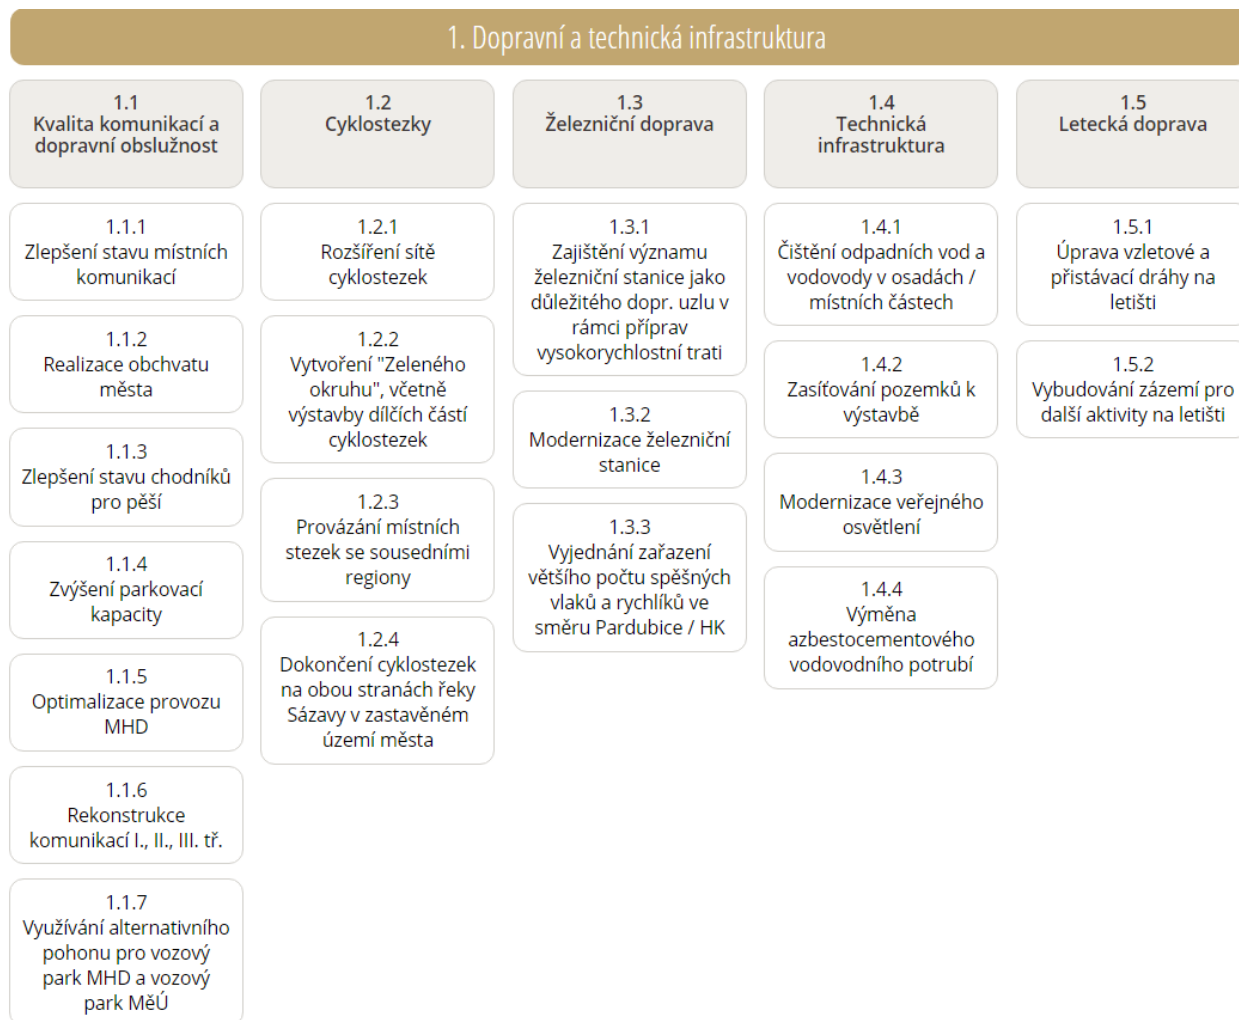 1. Dopravní a technická infrastruktura
1.1
Kvalita komunikací a
dopravní obslužnost
1.1.1
Zlepšení stavu místních
komunikací
1.1.2
Realizace obchvatu
města
1.1.3
Zlepšení stavu chodníků
pro pěší
1.1.4
Zvýšení parkovací
kapacity
1.1.5
Optimalizace provozu
MHD
1.1.6
Rekonstrukce
komunikací I., II., III. tř.
1.1.7
Využívání alternativního
pohonu pro vozový
park MHD a vozový
park MěÚ
1.2
Cyklostezky
1.2.1
Rozšíření sítě
cyklostezek
1.2.2
Vytvoření "Zeleného
okruhu", včetně
výstavby dílčích částí
cyklostezek
1.2.3
Provázání místních
stezek se sousedními
regiony
1.2.4
Dokončení cyklostezek
na obou stranách řeky
Sázavy v zastavěném
území města
1.3
Železniční doprava
1.3.1
Zajištění významu
železniční stanice jako
důležitého dopr. uzlu v
rámci příprav
vysokorychlostní trati
1.3.2
Modernizace železniční
stanice
1.3.3
Vyjednání zařazení
většího počtu spěšných
vlaků a rychlíků ve
směru Pardubice / HK
1.4
Technická
infrastruktura
1.4.1
Čištění odpadních vod a
vodovody v osadách /
místních částech
1.4.2
Zasíťování pozemků k
výstavbě
1.4.3
Modernizace veřejného
osvětlení
1.4.4
Výměna
azbestocementového
vodovodního potrubí
1.5
Letecká doprava
1.5.1
Úprava vzletové a
přistávací dráhy na
letišti
1.5.2
Vybudování zázemí pro
další aktivity na letišti